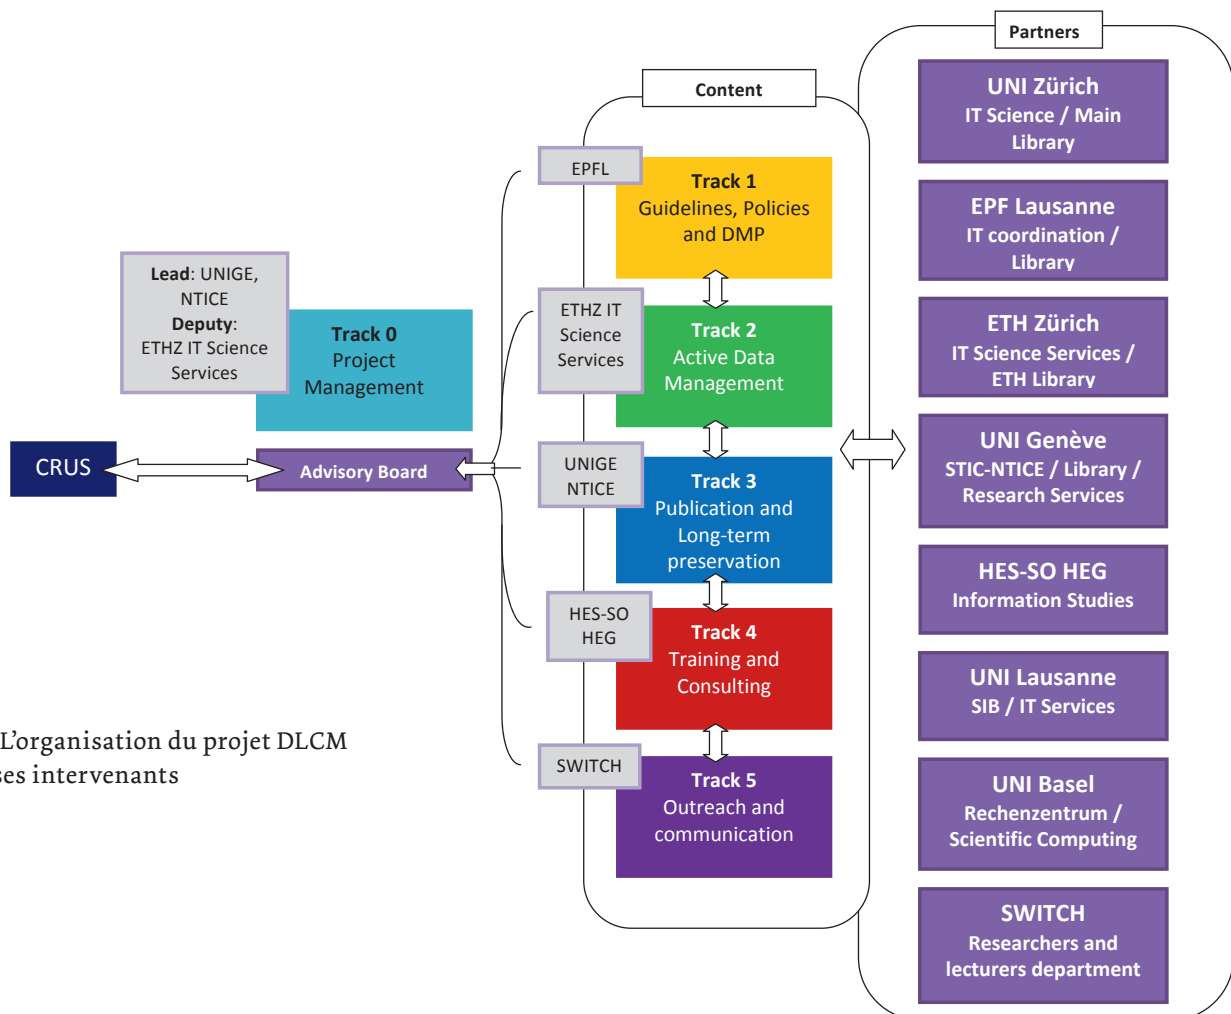 Partners
Content
UNI Zürich
IT Science / Main
Library
EPFL
Track 1
Guidelines, Policies
and DMP
EPF Lausanne
IT coordination /
Library
Lead: UNIGE,
NTICE
Deputy:
ETHZ IT Science
Services
Track 0
Project
Management
ETHZ IT
Science
Services
Track 2
Active Data
Management
ETH Zürich
IT Science Services /
ETH Library
CRUS
Advisory Board
UNIGE
NTICE
Track 3
Publication and
Long-term
preservation
UNI Genève
STIC-NTICE / Library /
Research Services
HES-SO HEG
Information Studies
HES-SO
HEG
Track 4
Training and
Consulting
UNI Lausanne
SIB / IT Services
L'organisation du projet DLCM
ses intervenants
SWITCH
Track 5
Outreach and
communication
UNI Basel
Rechenzentrum /
Scientific Computing
SWITCH
Researchers and
lecturers department